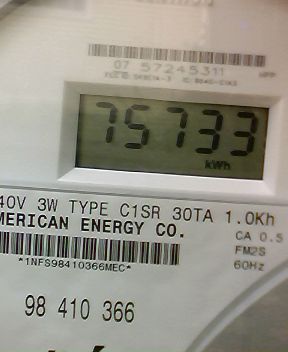 07 57245311
75733
kWh
40V 3W TYPE C1SR 30TA 1.0Kh
MERICAN ENERGY CO.
CA 0.5
FM2S
*1NFS98410366MEC*
60Hz
98 410 366